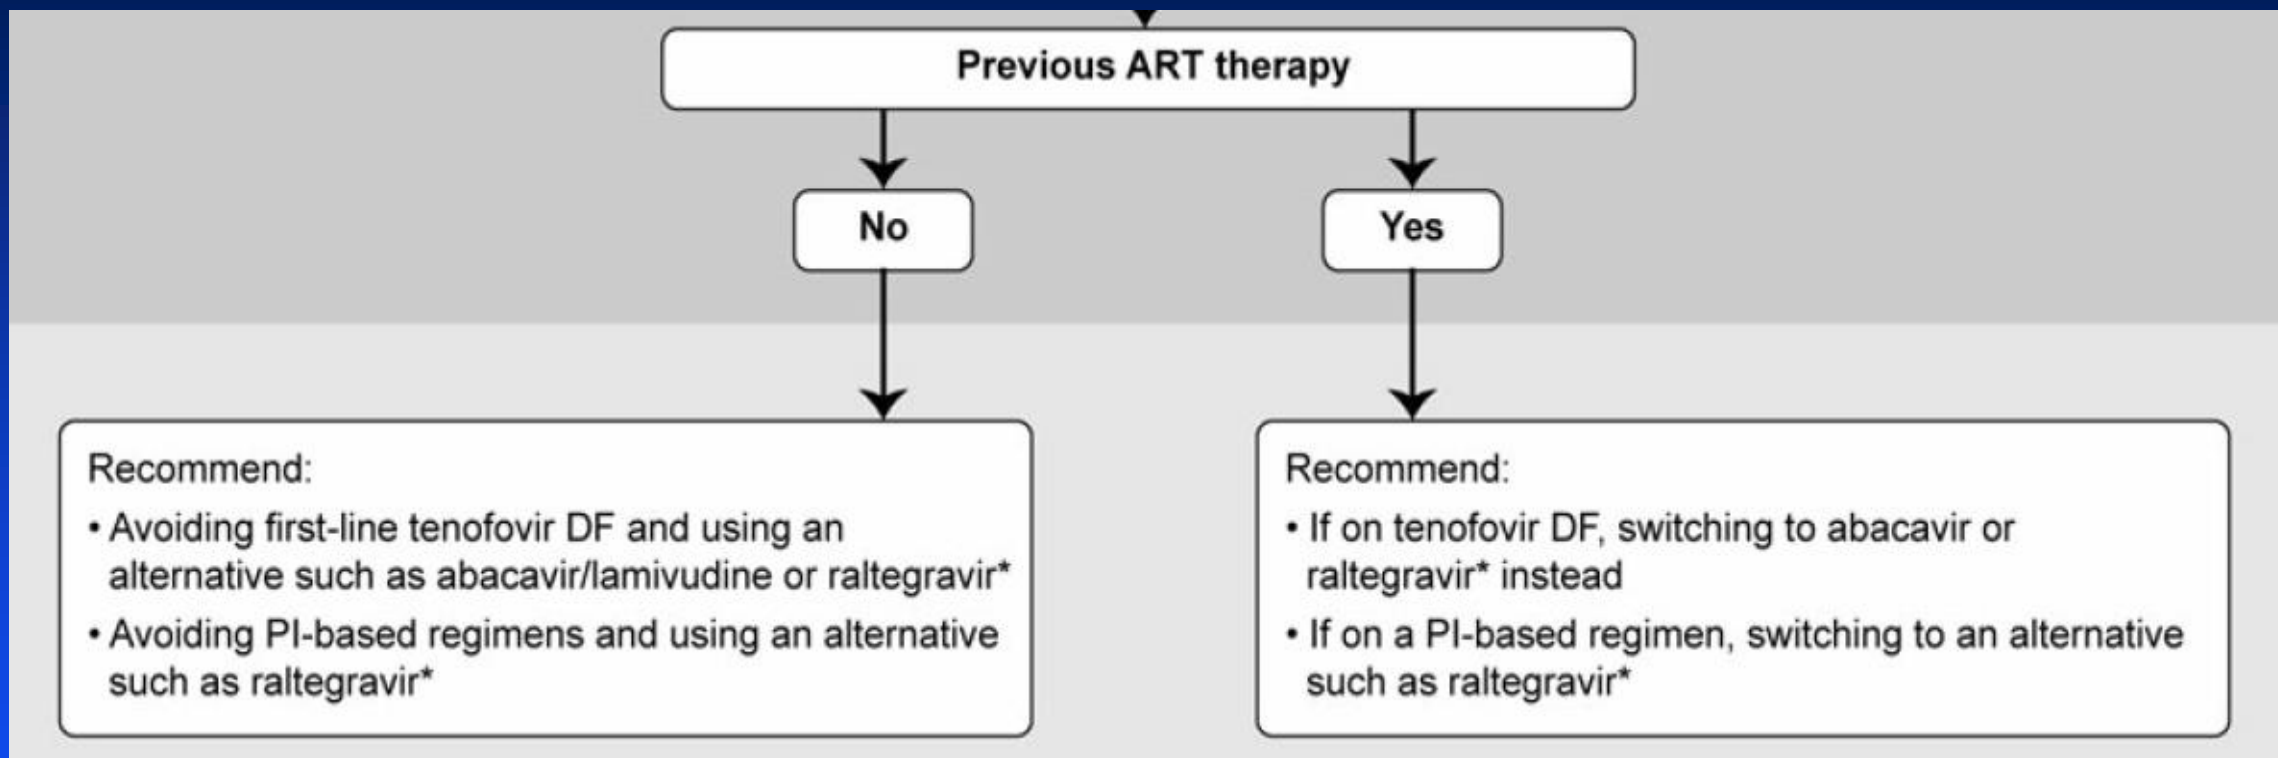 Previous ART therapy
No
Yes
Recommend:
• Avoiding first-line tenofovir DF and using an
alternative such as abacavir/lamivudine or raltegravir*
• Avoiding PI-based regimens and using an alternative
such as raltegravir*
Recommend:
• If on tenofovir DF, switching to abacavir or
raltegravir* instead
• If on a PI-based regimen, switching to an alternative
such as raltegravir*